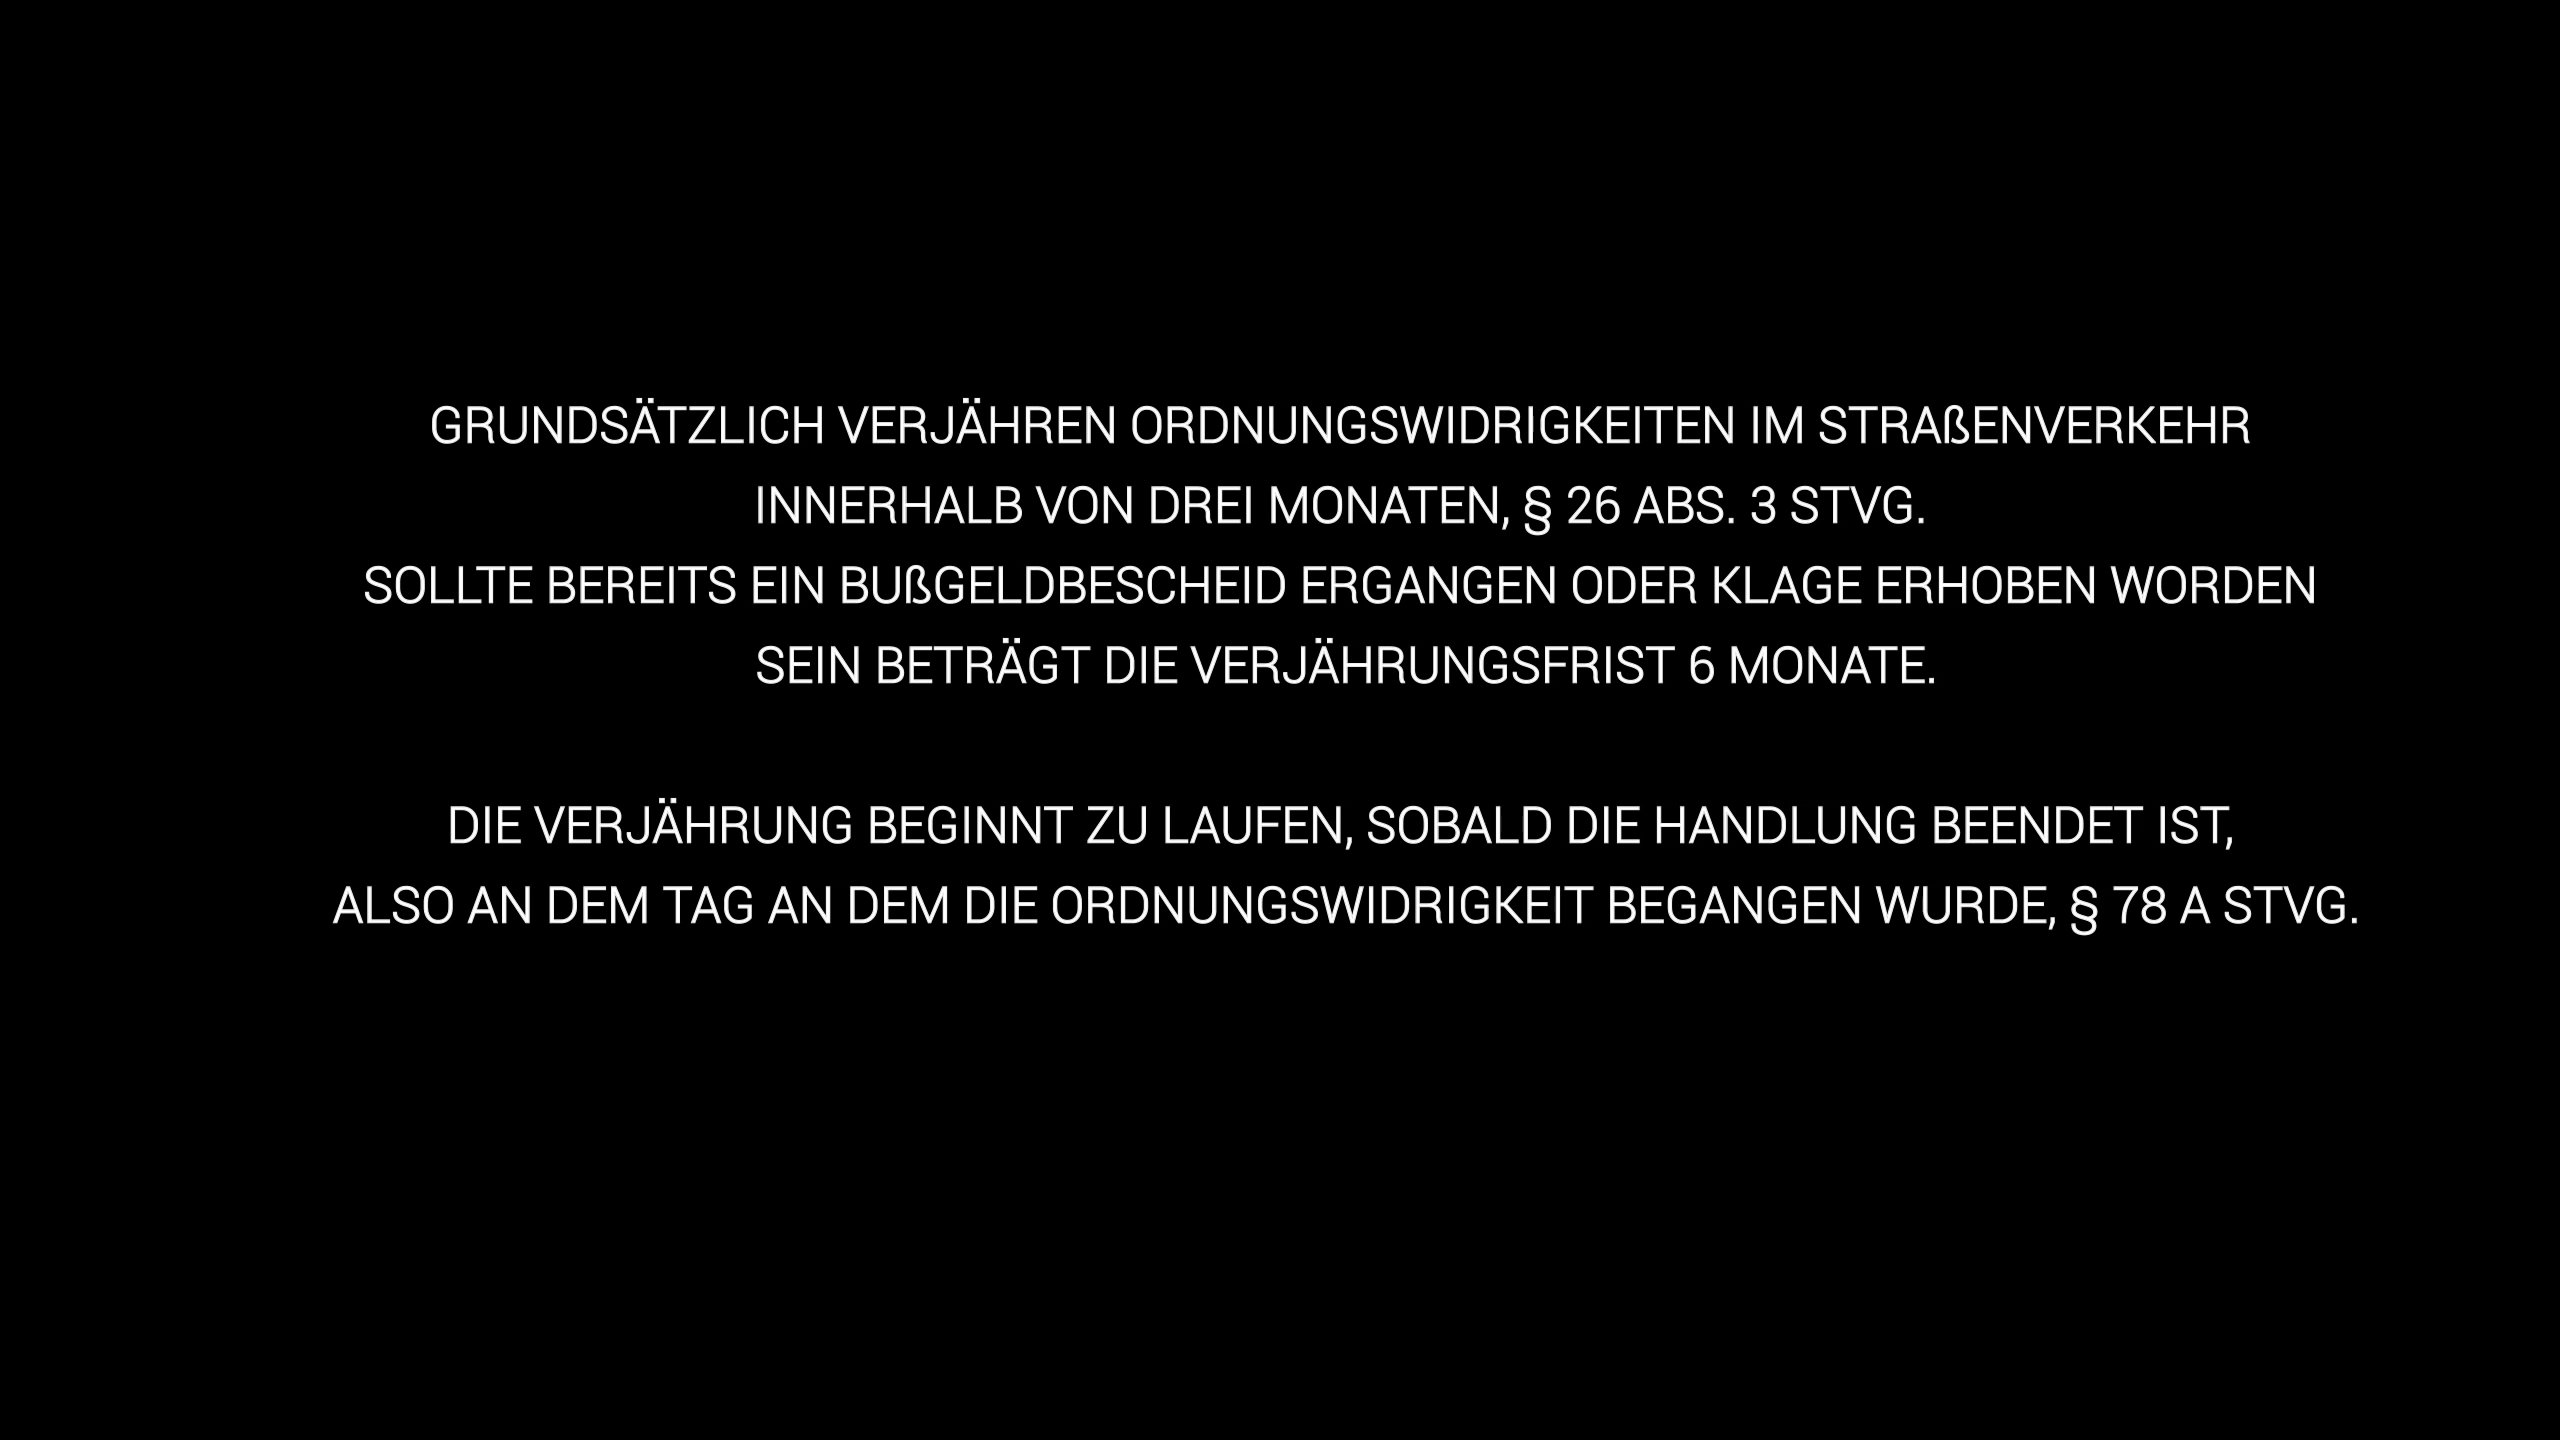 GRUNDSÄTZLICH VERJÄHREN ORDNUNGSWIDRIGKEITEN IM STRAßENVERKEHR
INNERHALB VON DREI MONATEN, § 26 ABS. 3 STVG.
SOLLTE BEREITS EIN BUßGELDBESCHEID ERGANGEN ODER KLAGE ERHOBEN WORDEN
SEIN BETRÄGT DIE VERJÄHRUNGSFRIST 6 MONATE.
DIE VERJÄHRUNG BEGINNT ZU LAUFEN, SOBALD DIE HANDLUNG BEENDET IST,
ALSO AN DEM TAG AN DEM DIE ORDNUNGSWIDRIGKEIT BEGANGEN WURDE, § 78 A STVG.